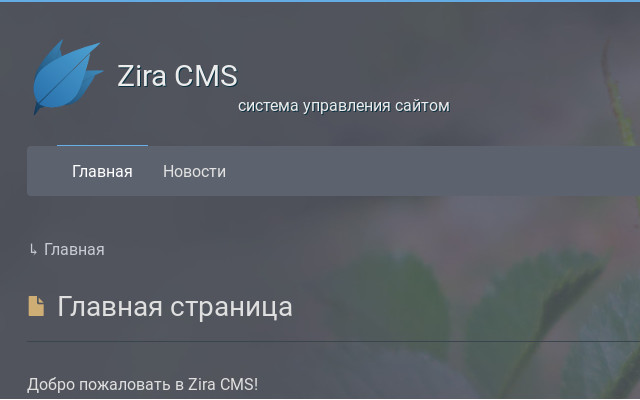 Zira CMS
система управления сайтом
Главная Новости
↳ Главная
Главная страница
Добро пожаловать в Zira CMS!